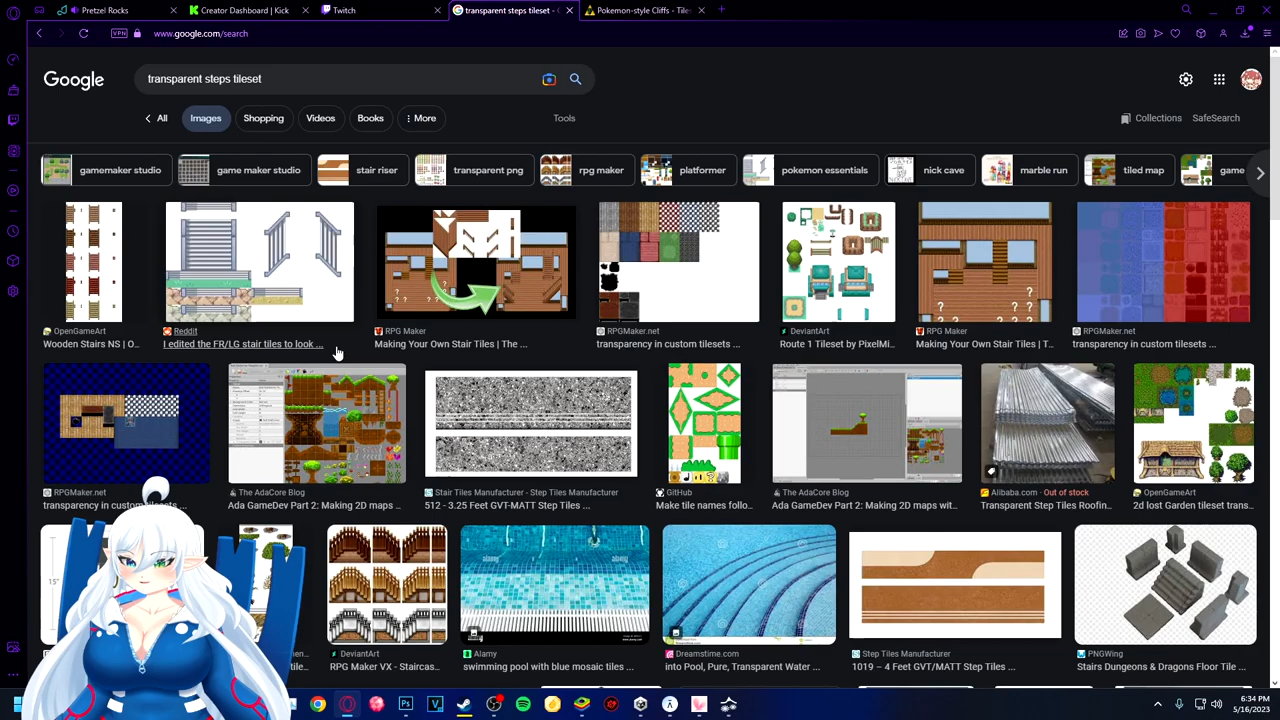 Pretzel Rocks
Creator Dashboard | Kick
Twitch
transparent steps tileset -
Pokemon-style Cliffs - Tile
VPN
www.google.com/search
Google
transparent steps tileset
All
Images
Shopping
Videos
Books
More
Tools
Collections
SafeSearch
gamemaker studio
game maker studio
stair riser
transparent png
rpg maker
platformer
pokemon essentials
nick cave
marble run
tiled map
game
OpenGameArt
Wooden Stairs NS | O...
Reddit
I edited the FR/LG stair tiles to look ...
RPG Maker
Making Your Own Stair Tiles | The ...
RPGMaker.net
transparency in custom tilesets ...
DeviantArt
Route 1 Tileset by PixelMi...
RPG Maker
Making Your Own Stair Tiles | T...
RPGMaker.net
transparency in custom tilesets ...
RPGMaker.net
transparency in custom tilesets ...
The AdaCore Blog
Ada GameDev Part 2: Making 2D maps ...
Stair Tiles Manufacturer - Step Tiles Manufacturer
512 - 3.25 Feet GVT-MATT Step Tiles ...
GitHub
Make tile names follo...
The AdaCore Blog
Ada GameDev Part 2: Making 2D maps wit...
Alibaba.com · Out of stock
Transparent Step Tiles Roofin...
OpenGameArt
2d lost Garden tileset trans...
15"
DeviantArt
RPG Maker VX - Staircas...
alamy
Alamy
swimming pool with blue mosaic tiles ...
Dreamstime.com
into Pool, Pure, Transparent Water ...
Step Tiles Manufacturer
1019 – 4 Feet GVT/MATT Step Tiles ...
PNGWing
Stairs Dungeons & Dragons Floor Tile ...
6:34 PM
5/16/2023